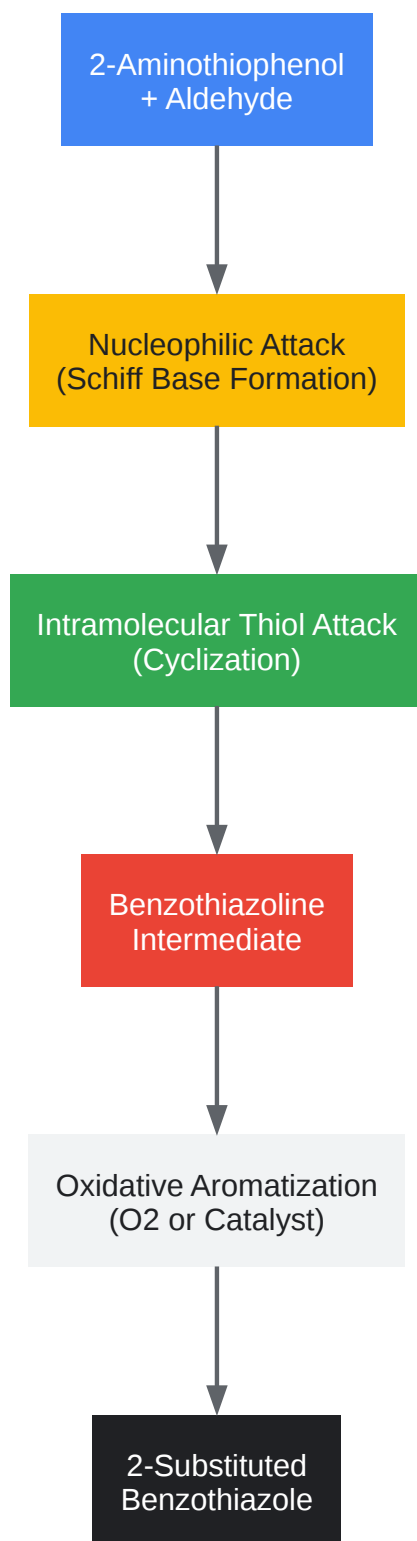 2-Aminothiophenol
+ Aldehyde
Nucleophilic Attack
(Schiff Base Formation)
Intramolecular Thiol Attack
(Cyclization)
Benzothiazoline
Intermediate
Oxidative Aromatization
(O2 or Catalyst)
2-Substituted
Benzothiazole